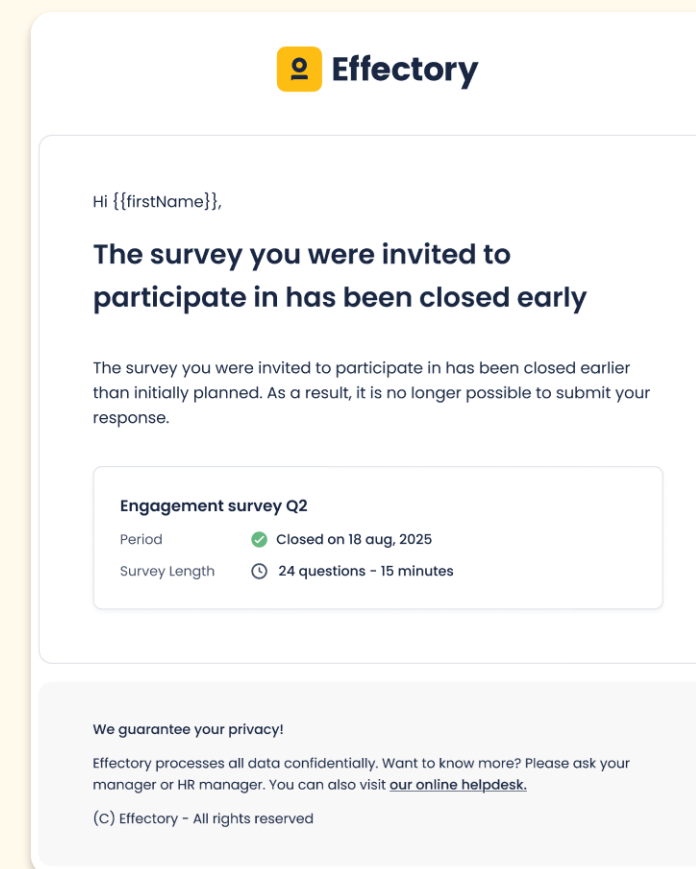 Effectory
Hi {{firstName}},
The survey you were invited to
participate in has been closed early
The survey you were invited to participate in has been closed earlier
than initially planned. As a result, it is no longer possible to submit your
response.
Engagement survey Q2
Period Closed on 18 aug, 2025
Survey Length 24 questions - 15 minutes
We guarantee your privacy!
Effectory processes all data confidentially. Want to know more? Please ask your
manager or HR manager. You can also visit our online helpdesk.
(C) Effectory - All rights reserved